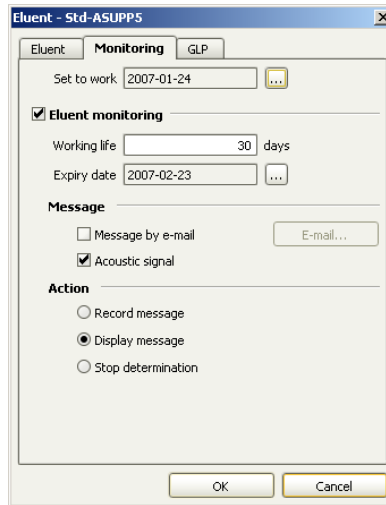 Eluent - Std-ASUPP5
Eluent Monitoring GLP
Set to work 2007-01-24 ...
Eluent monitoring
Working life 30 days
Expiry date 2007-02-23 ...
Message
Message by e-mail E-mail...
Acoustic signal
Action
Record message
Display message
Stop determination
OK Cancel